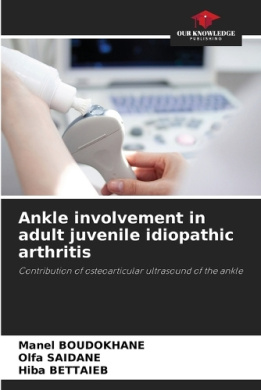 OUR KNOWLEDGE
PUBLISHING
Ankle involvement in
adult juvenile idiopathic
arthritis
Contribution of osteoarticular ultrasound of the ankle
Manel BOUDOKHANE
Olfa SAIDANE
Hiba BETTAIEB